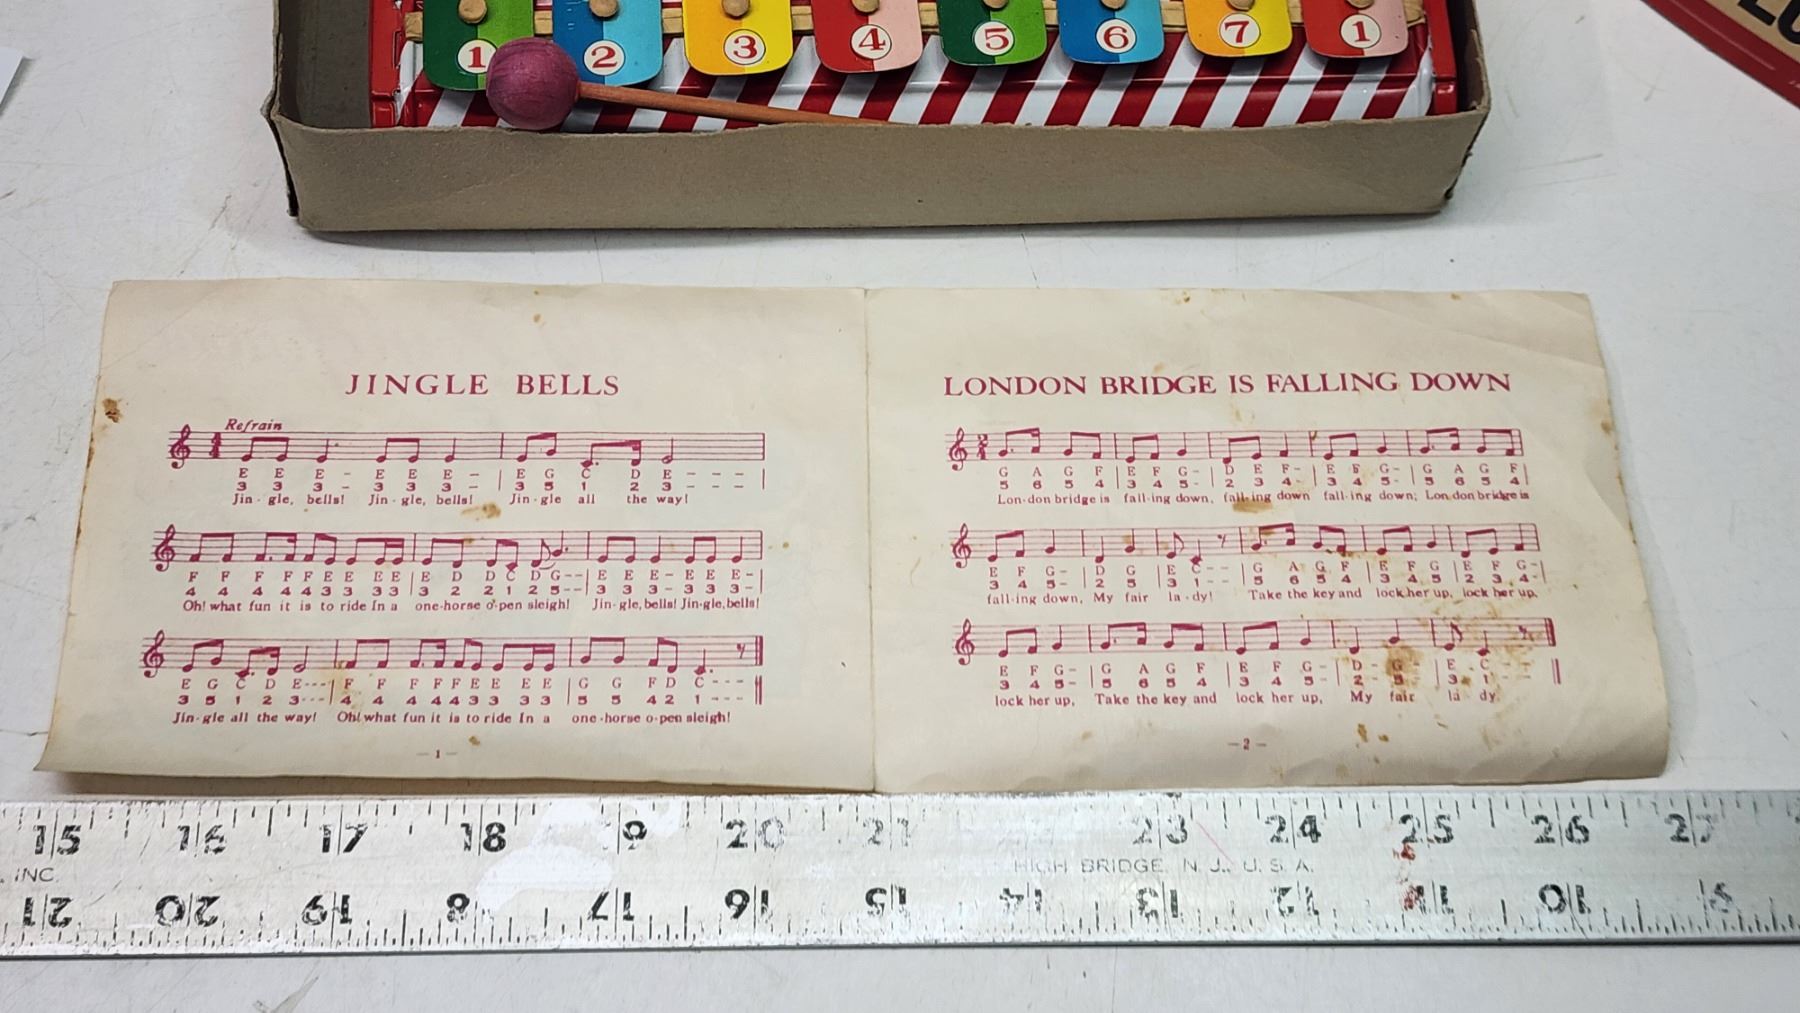 1 2 3 4 5 6 7 1
JINGLE BELLS
Refrain
E E E - E E E - | E G C D E - - - |
3 3 3 - 3 3 3 - | 3 5 1 2 3 - - - |
Jin-gle, bells! Jin-gle, bells! Jin-gle all the way!
F F F F F E E E E | E D D C D G-- | E E E- E E E- |
4 4 4 4 4 3 3 3 3 | 3 2 2 1 2 5-- | 3 3 3- 3 3 3- |
Oh! what fun it is to ride In a one-horse o-pen sleigh! Jin-gle, bells! Jin-gle, bells!
E G C D E--- | F F F F F E E E E | G G F D C--- ||
3 5 1 2 3--- | 4 4 4 4 4 3 3 3 3 | 5 5 4 2 1--- ||
Jin-gle all the way! Oh! what fun it is to ride In a one-horse o-pen sleigh!
-1-
LONDON BRIDGE IS FALLING DOWN
G A G F | E F G- | D E F- | E F G- | G A G F
5 6 5 4 | 3 4 5- | 2 3 4- | 3 4 5- | 5 6 5 4
Lon-don bridge is fall-ing down, fall-ing down fall-ing down; Lon don bridge is
E F G- | D G | E C-- | G A G F | E F G | E F G- |
3 4 5- | 2 5 | 3 1-- | 5 6 5 4 | 3 4 5 | 2 3 4- |
fall-ing down, My fair la-dy! Take the key and lock her up, lock her up,
E F G- | G A G F | E F G- | D- G- | E C-- ||
3 4 5- | 5 6 5 4 | 3 4 5- | 2- 5- | 3 1-- ||
lock her up, Take the key and lock her up, My fair la-dy.
-2-
15 16 17 18 19 20 21 23 24 25 26 27
INC. HIGH BRIDGE, N.J., U.S.A.
21 20 19 18 17 16 15 14 13 12 11 10 9